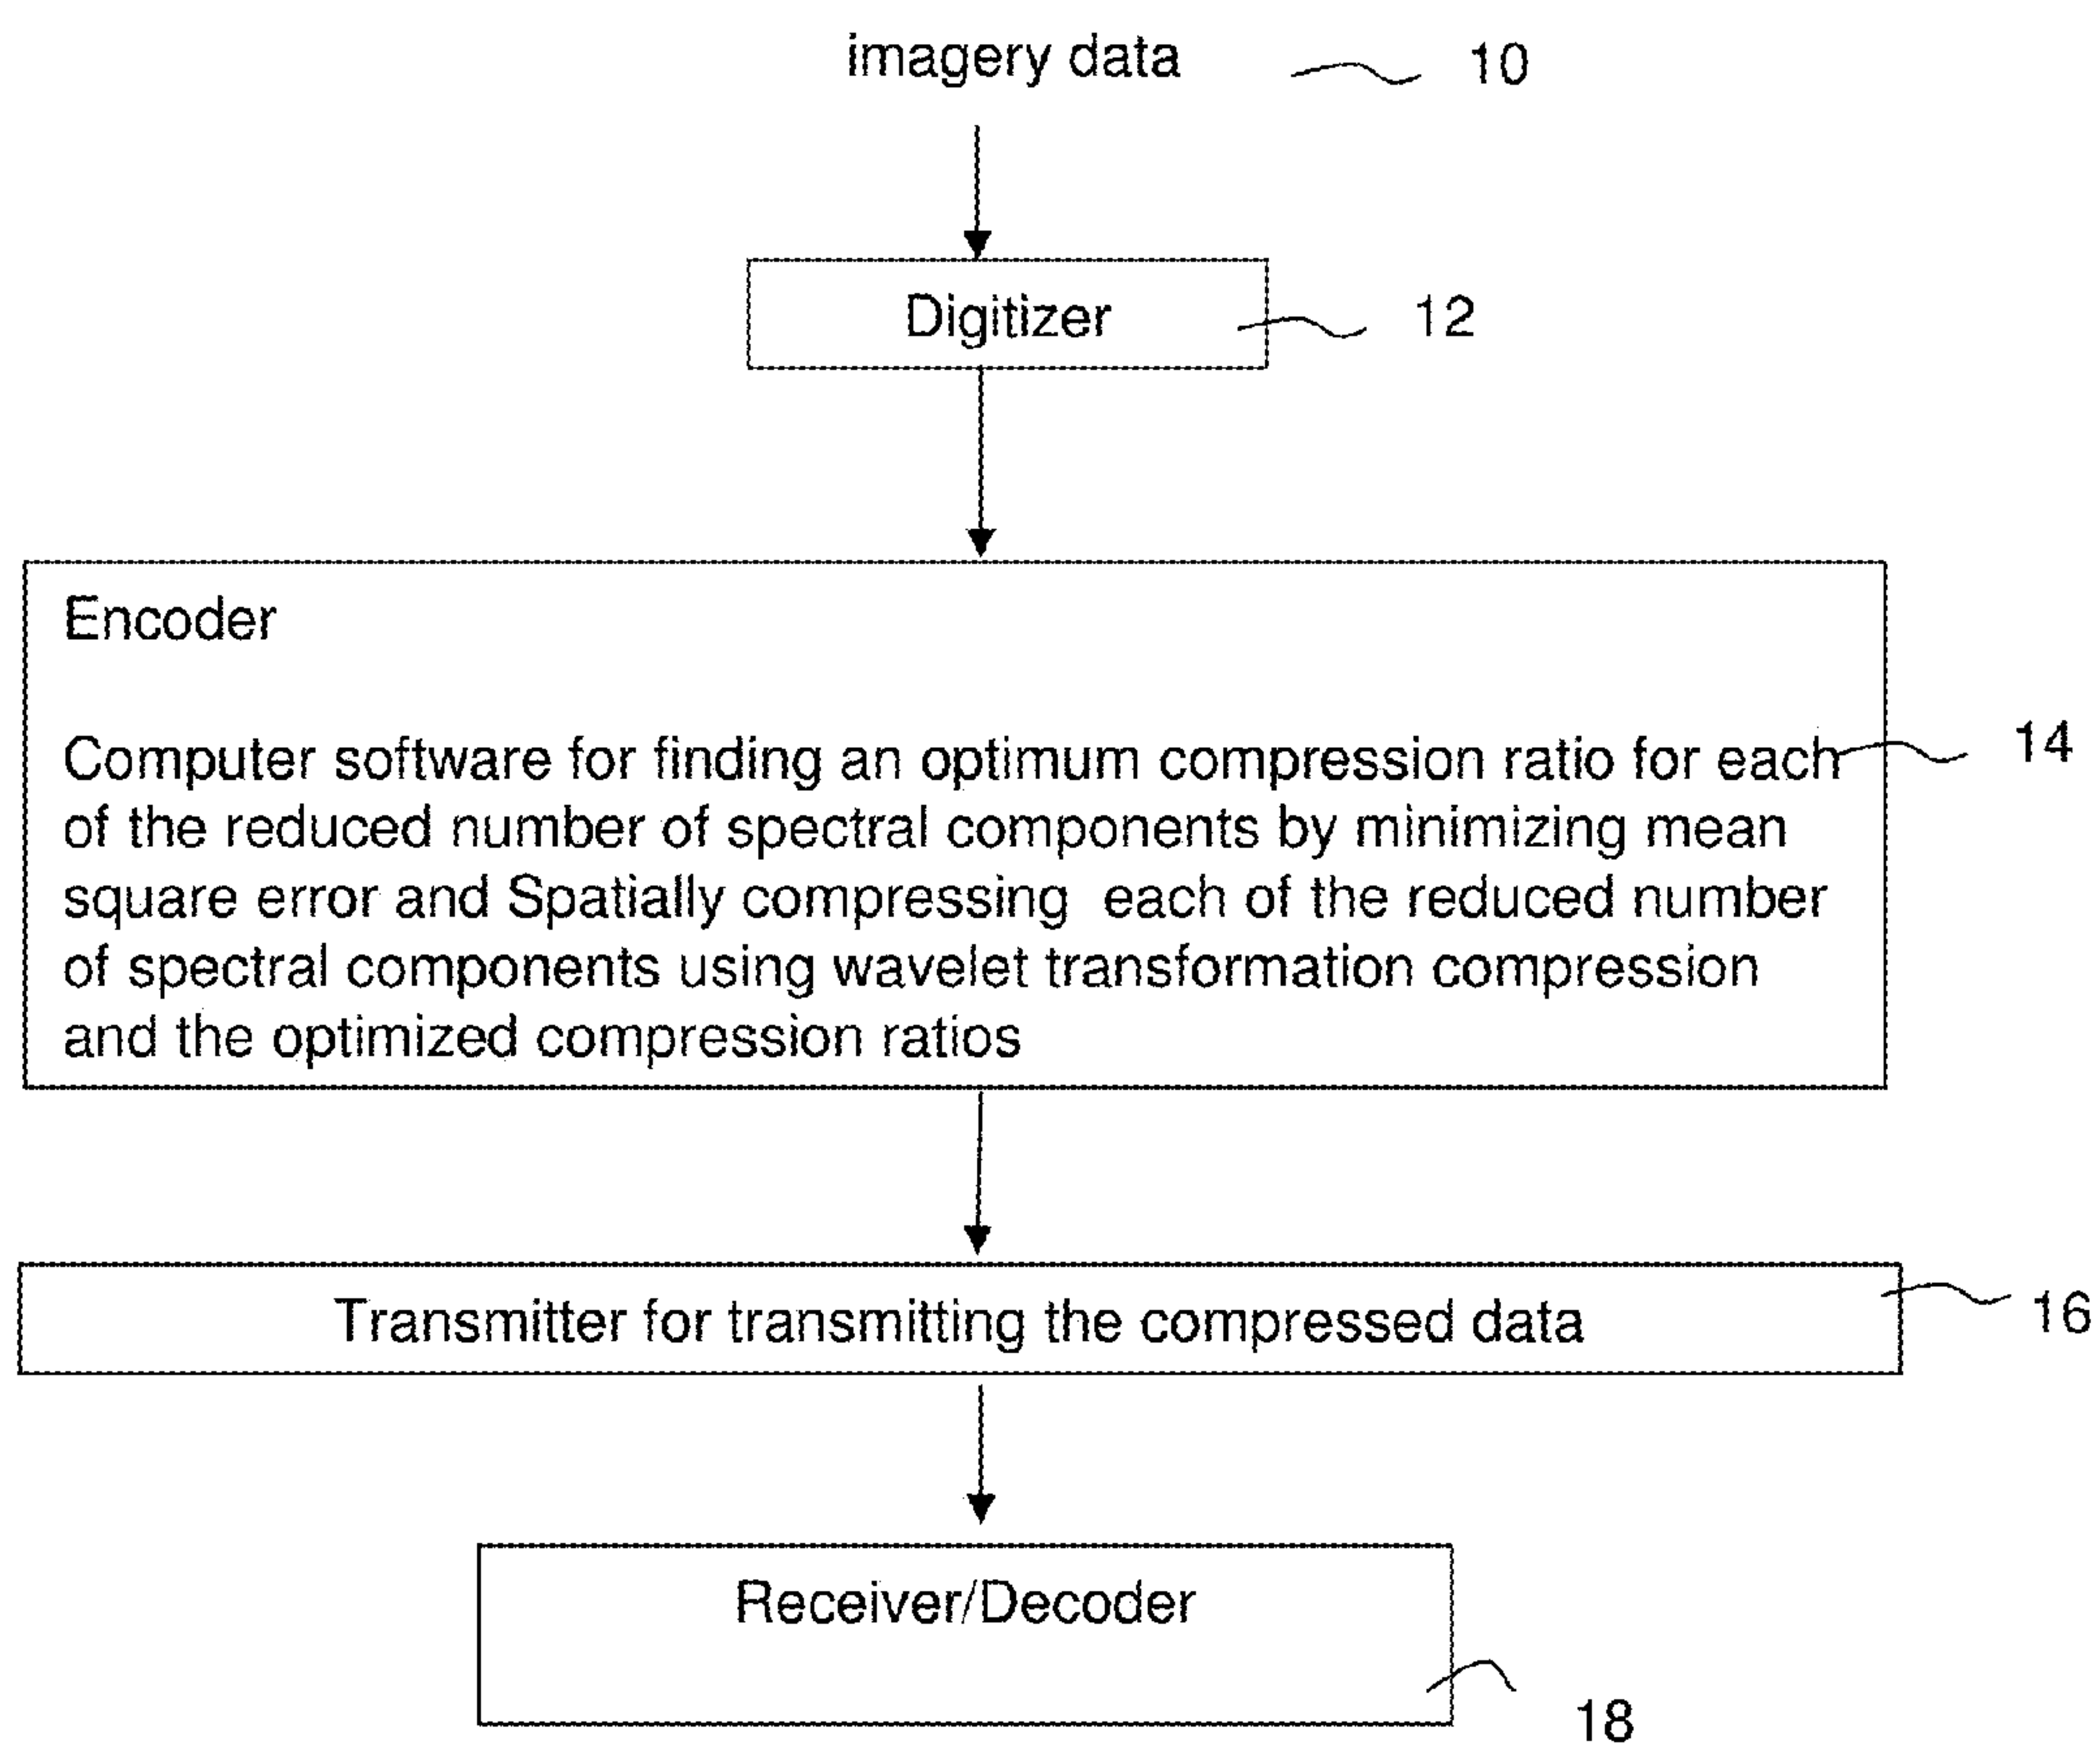 imagery data 10
Digitizer 12
Encoder
Computer software for finding an optimum compression ratio for each 14
of the reduced number of spectral components by minimizing mean
square error and Spatially compressing each of the reduced number
of spectral components using wavelet transformation compression
and the optimized compression ratios
Transmitter for transmitting the compressed data 16
Receiver/Decoder
18